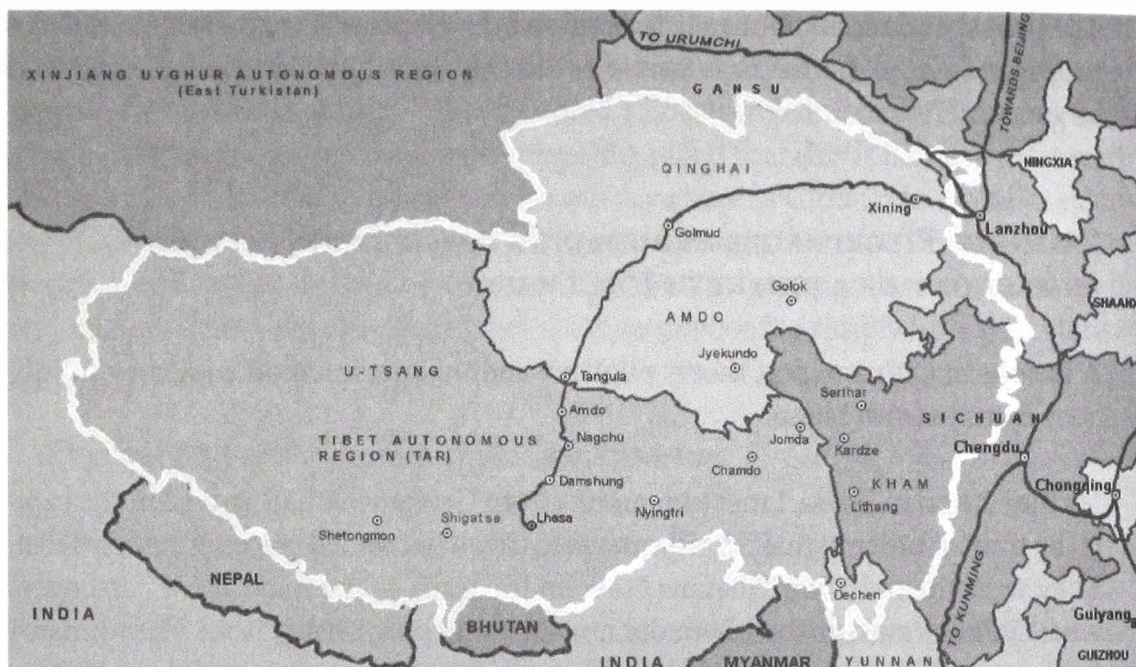 TO URUMCHI
TOWARDS BEIJING
XINJIANG UYGHUR AUTONOMOUS REGION
(East Turkistan)
GANSU
NINGXIA
QINGHAI
Xining
Lanzhou
Golmud
Golok
SHAANX
AMDO
Jyekundo
U-TSANG
Tangula
Serthar
Amdo
SICHUAN
TIBET AUTONOMOUS
REGION (TAR)
Nagchu
Jomda
Kardze
Chengdu
Chamdo
Damshung
KHAM
Chongqing
Nyingtri
Lithang
Shigatse
Lhasa
Shetongmon
NEPAL
Dechen
INDIA
BHUTAN
TO KUNMING
Guiyang
GUIZHOU
INDIA
MYANMAR
YUNNAN